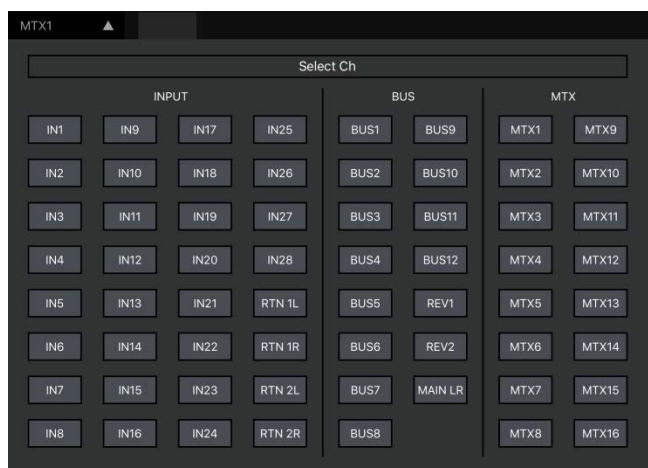 MTX1 ▲
Select Ch
INPUT BUS MTX
IN1 IN9 IN17 IN25 BUS1 BUS9 MTX1 MTX9
IN2 IN10 IN18 IN26 BUS2 BUS10 MTX2 MTX10
IN3 IN11 IN19 IN27 BUS3 BUS11 MTX3 MTX11
IN4 IN12 IN20 IN28 BUS4 BUS12 MTX4 MTX12
IN5 IN13 IN21 RTN 1L BUS5 REV1 MTX5 MTX13
IN6 IN14 IN22 RTN 1R BUS6 REV2 MTX6 MTX14
IN7 IN15 IN23 RTN 2L BUS7 MAIN LR MTX7 MTX15
IN8 IN16 IN24 RTN 2R BUS8 MTX8 MTX16